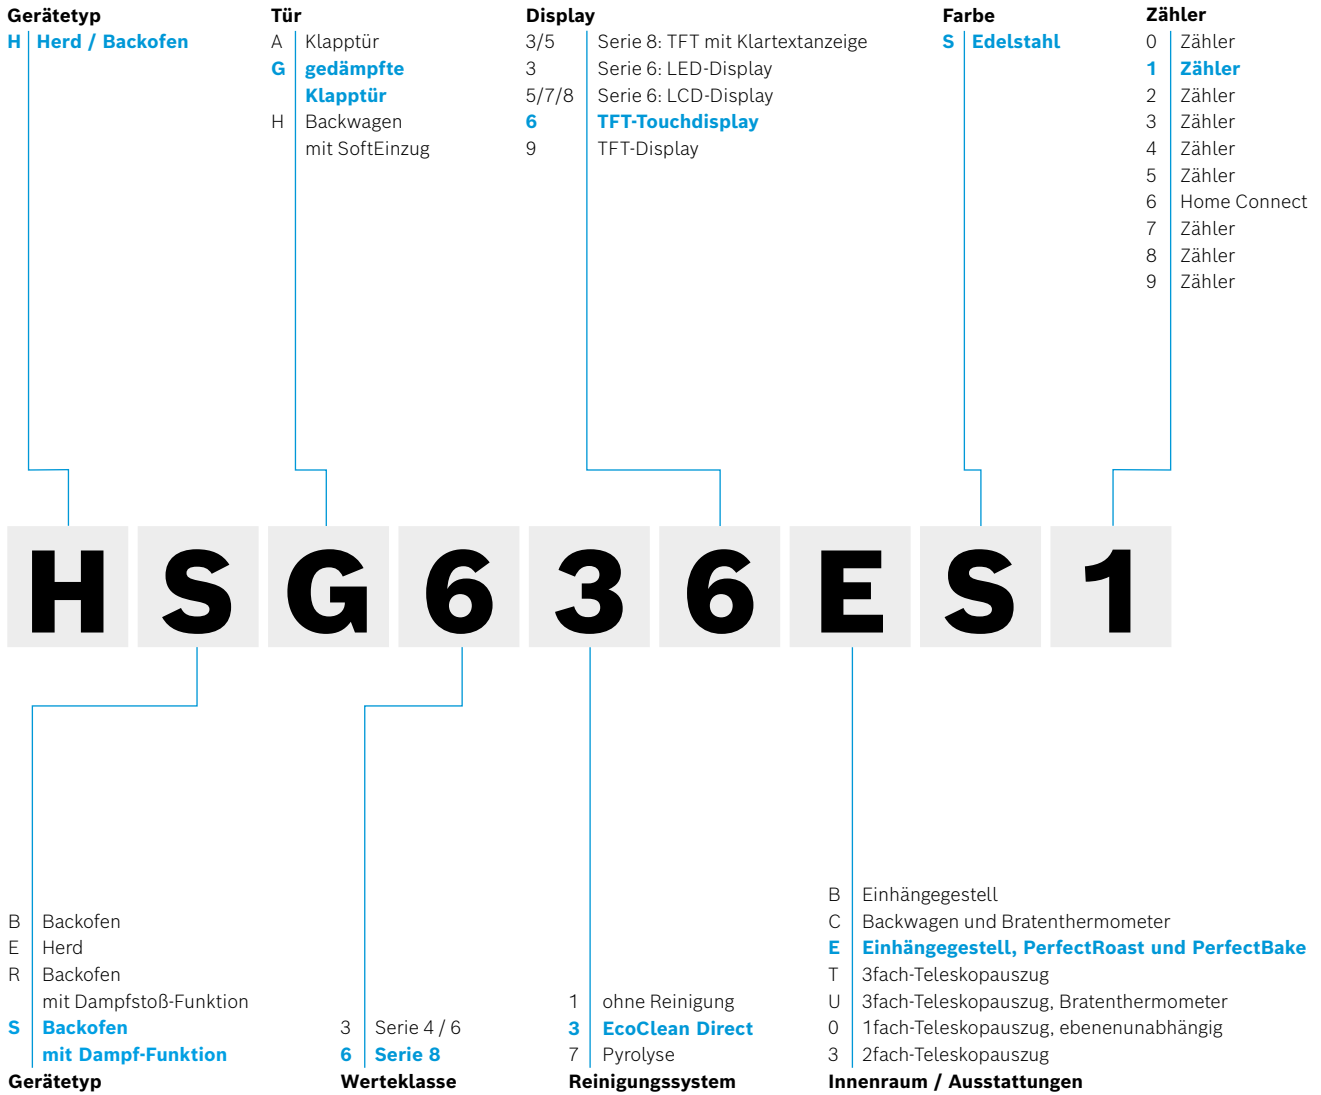 Gerätetyp
H Herd / Backofen
Tür
A Klapptür
G gedämpfte
Klapptür
H Backwagen
mit SoftEinzug
Display
3/5 Serie 8: TFT mit Klartextanzeige
3 Serie 6: LED-Display
5/7/8 Serie 6: LCD-Display
6 TFT-Touchdisplay
9 TFT-Display
Farbe
S Edelstahl
Zähler
0 Zähler
1 Zähler
2 Zähler
3 Zähler
4 Zähler
5 Zähler
6 Home Connect
7 Zähler
8 Zähler
9 Zähler
H S G 6 3 6 E S 1
B Backofen
E Herd
R Backofen
mit Dampfstoß-Funktion
S Backofen
mit Dampf-Funktion
Gerätetyp
3 Serie 4 / 6
6 Serie 8
Werteklasse
1 ohne Reinigung
3 EcoClean Direct
7 Pyrolyse
Reinigungssystem
B Einhängegestell
C Backwagen und Bratenthermometer
E Einhängegestell, PerfectRoast und PerfectBake
T 3fach-Teleskopauszug
U 3fach-Teleskopauszug, Bratenthermometer
0 1fach-Teleskopauszug, ebenenunabhängig
3 2fach-Teleskopauszug
Innenraum / Ausstattungen